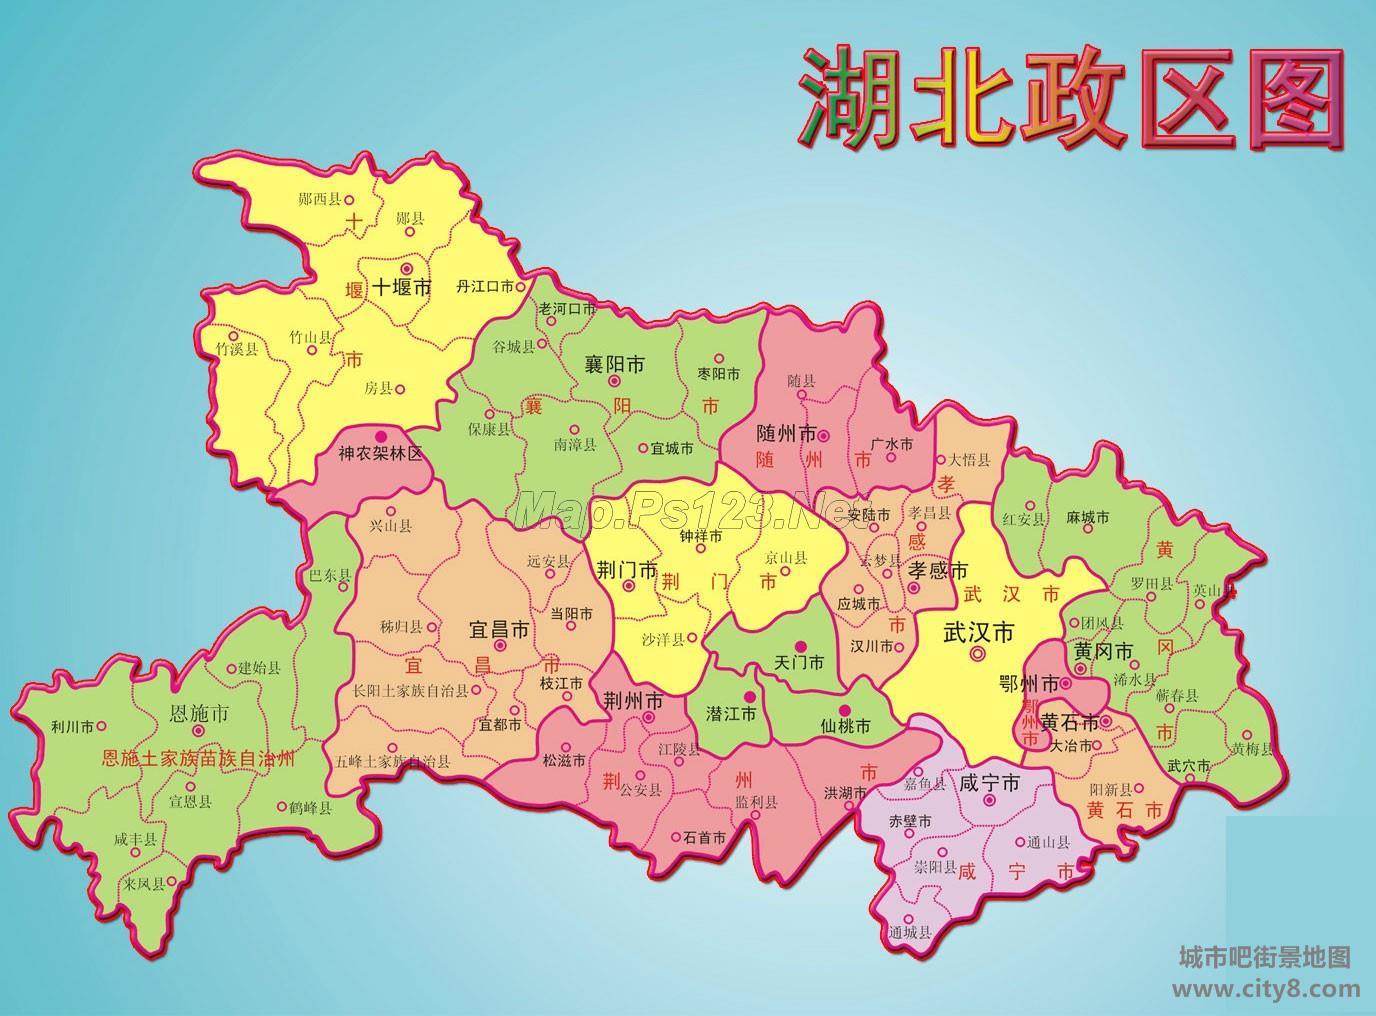 湖北政区图
郧西县
十
郧县
堰
十堰市
丹江口市
竹溪县
竹山县
市
房县
老河口市
谷城县
襄阳市
枣阳市
保康县
襄
阳
市
南漳县
宜城市
随县
随州市
广水市
随 州 市
神农架林区
大悟县
孝
兴山县
Map.Ps123.Net
安陆市
孝昌县
感
红安县
麻城市
黄
钟祥市
远安县
荆门市
荆 门 市
京山县
云梦县
孝感市
巴东县
罗田县
英山县
当阳市
应城市
武 汉 市
秭归县
宜昌市
沙洋县
市
汉川市
武汉市
团风县
宜 昌 市
天门市
黄冈市
冈
建始县
长阳土家族自治县
枝江市
荆州市
鄂州市
浠水县
蕲春县
恩施市
宜都市
潜江市
仙桃市
鄂
州
市
黄石市
利川市
恩施土家族苗族自治州
五峰土家族自治县
松滋市
江陵县
大冶市
市
黄梅县
武穴市
宣恩县
鹤峰县
荆 州 市
公安县
监利县
洪湖市
嘉鱼县
咸宁市
阳新县
黄石市
咸丰县
石首市
赤壁市
通山县
来凤县
崇阳县
咸 宁 市
通城县
城市吧街景地图
www.city8.com